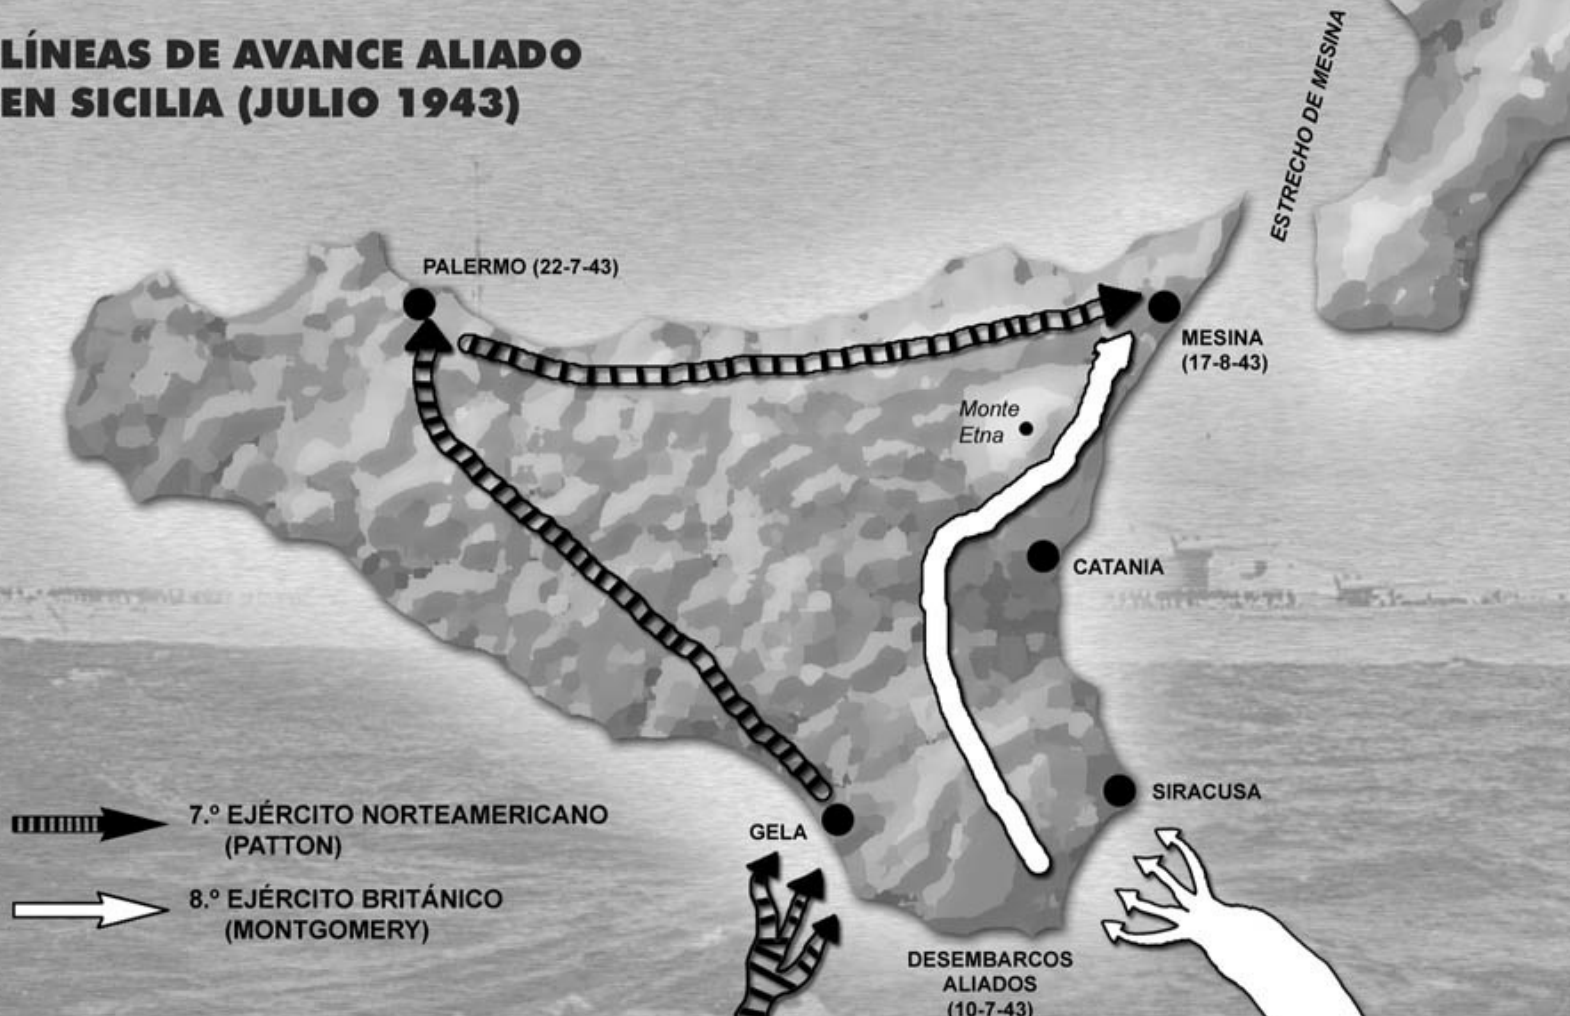 LÍNEAS DE AVANCE ALIADO
EN SICILIA (JULIO 1943)
ESTRECHO DE MESINA
PALERMO (22-7-43)
MESINA
(17-8-43)
Monte
Etna
CATANIA
SIRACUSA
GELA
7.º EJÉRCITO NORTEAMERICANO
(PATTON)
8.º EJÉRCITO BRITÁNICO
(MONTGOMERY)
DESEMBARCOS
ALIADOS
(10-7-43)